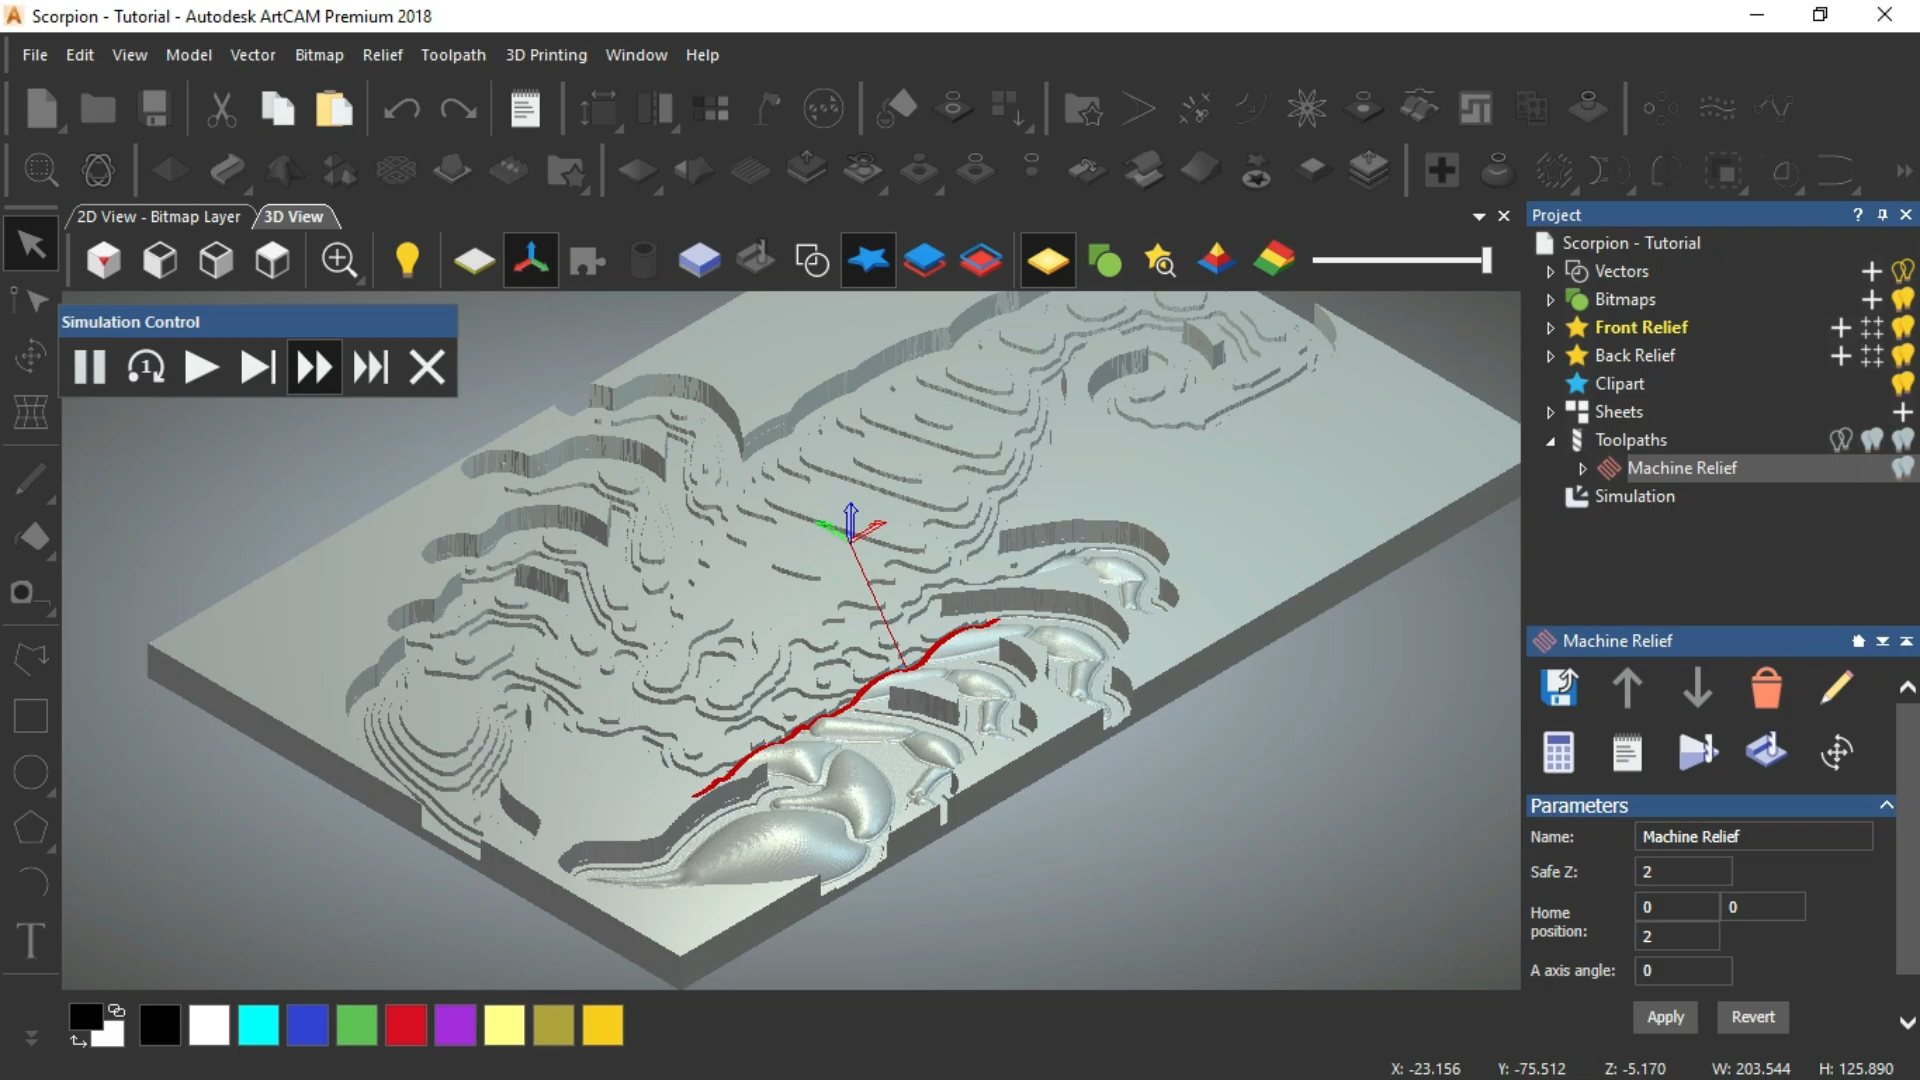 Scorpion - Tutorial - Autodesk ArtCAM Premium 2018
File Edit View Model Vector Bitmap Relief Toolpath 3D Printing Window Help
2D View - Bitmap Layer 3D View
Simulation Control
1
Project ?
Scorpion - Tutorial
Vectors
Bitmaps
Front Relief
Back Relief
Clipart
Sheets
Toolpaths
Machine Relief
Simulation
Machine Relief
Parameters
Name: Machine Relief
Safe Z: 2
Home position: 0 0
2
A axis angle: 0
Apply Revert
T
X: -23.156 Y: -75.512 Z: -5.170 W: 203.544 H: 125.890